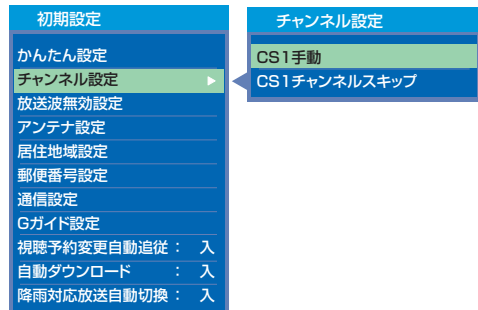 初期設定
かんたん設定
チャンネル設定
放送波無効設定
アンテナ設定
居住地域設定
郵便番号設定
通信設定
Gガイド設定
視聴予約変更自動追従： 入
自動ダウンロード ： 入
降雨対応放送自動切換： 入
チャンネル設定
CS1手動
CS1チャンネルスキップ